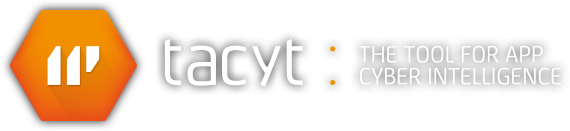 tacyt :
THE TOOL FOR APP
CYBER INTELLIGENCE